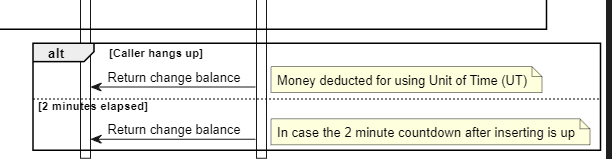 alt [Caller hangs up]
Return change balance Money deducted for using Unit of Time (UT)
[2 minutes elapsed]
Return change balance In case the 2 minute countdown after inserting is up